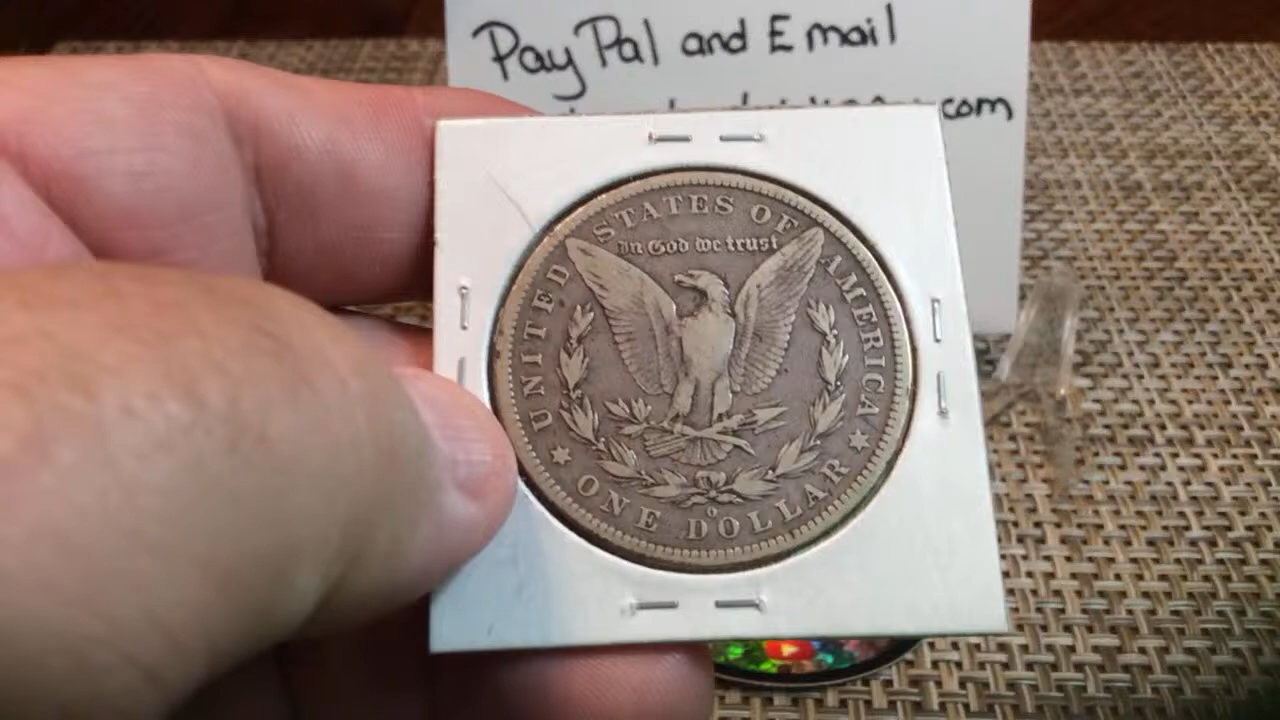 PayPal and Email
com
UNITED STATES OF AMERICA
In God we trust
O
ONE DOLLAR